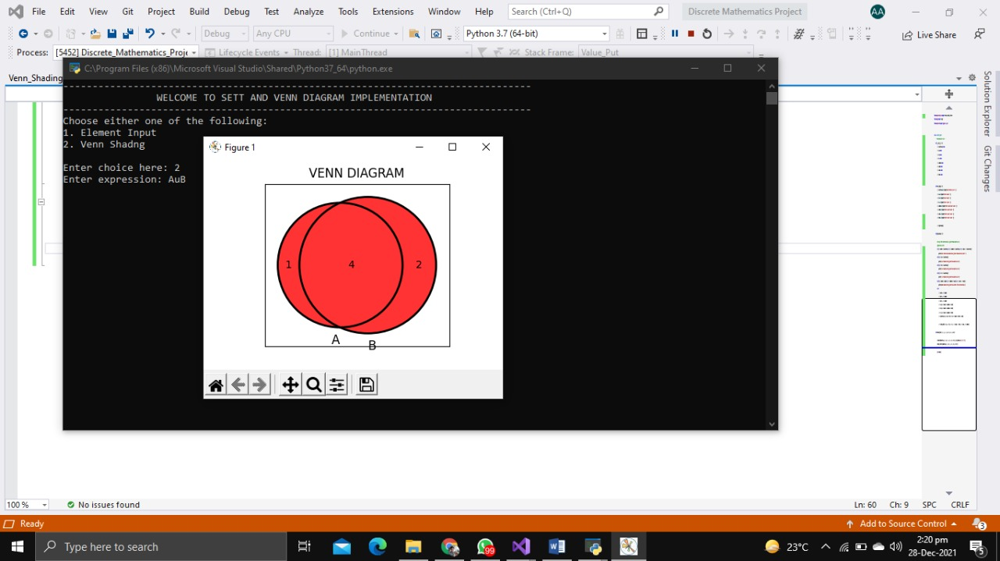 File Edit View Git Project Build Debug Test Analyze Tools Extensions Window Help Search (Ctrl+Q) Discrete Mathematics Project AA
Debug Any CPU Continue Python 3.7 (64-bit) Live Share
Process: [5452] Discrete_Mathematics_Proje Lifecycle Events Thread: [1] MainThread Stack Frame: Value_Put
Venn_Shading
C:\Program Files (x86)\Microsoft Visual Studio\Shared\Python37_64\python.exe
WELCOME TO SETT AND VENN DIAGRAM IMPLEMENTATION
Choose either one of the following:
1. Element Input
2. Venn Shadng
Enter choice here: 2
Enter expression: AuB
Figure 1
VENN DIAGRAM
1 4 2
A
B
Solution Explorer
Git Changes
100 % No issues found Ln: 60 Ch: 9 SPC CRLF
Ready Add to Source Control 3
Type here to search 99 23°C 2:20 pm
28-Dec-2021 5